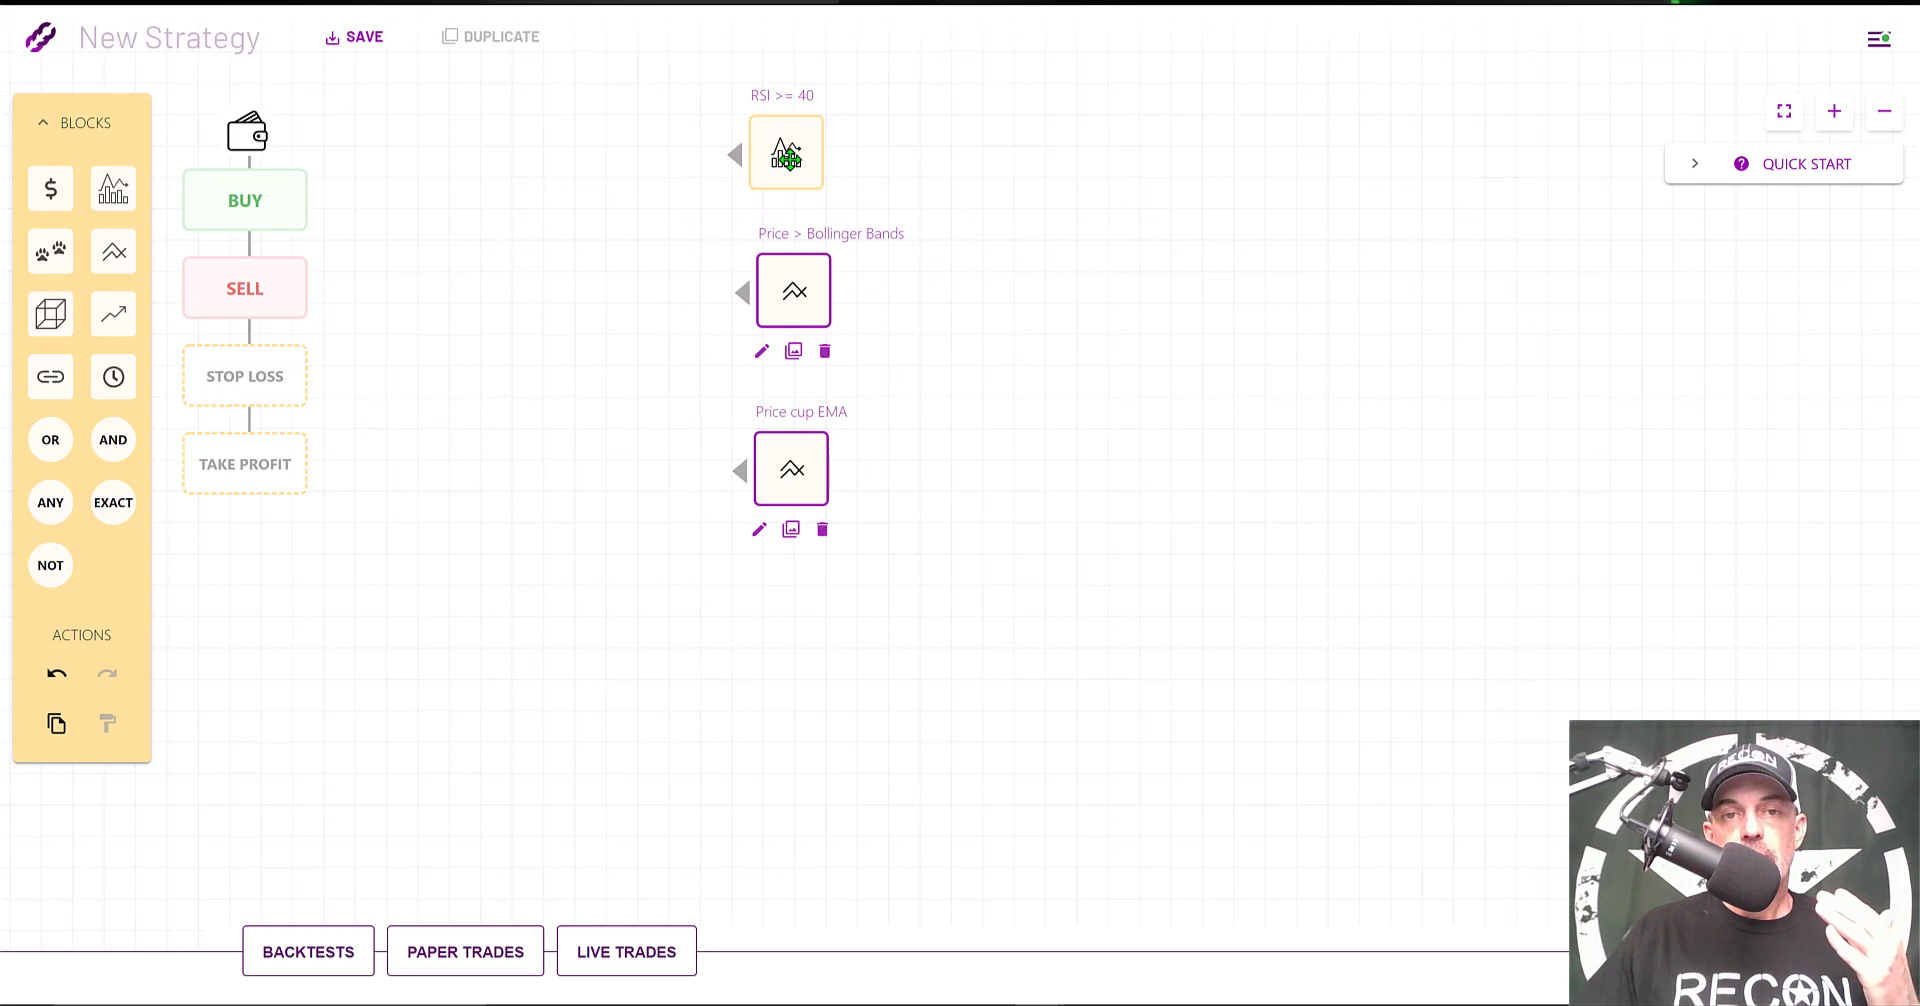 New Strategy
SAVE
DUPLICATE
BLOCKS
$
OR
AND
ANY
EXACT
NOT
ACTIONS
BUY
SELL
STOP LOSS
TAKE PROFIT
RSI >= 40
Price > Bollinger Bands
Price cup EMA
? QUICK START
BACKTESTS
PAPER TRADES
LIVE TRADES
RECON
RECON